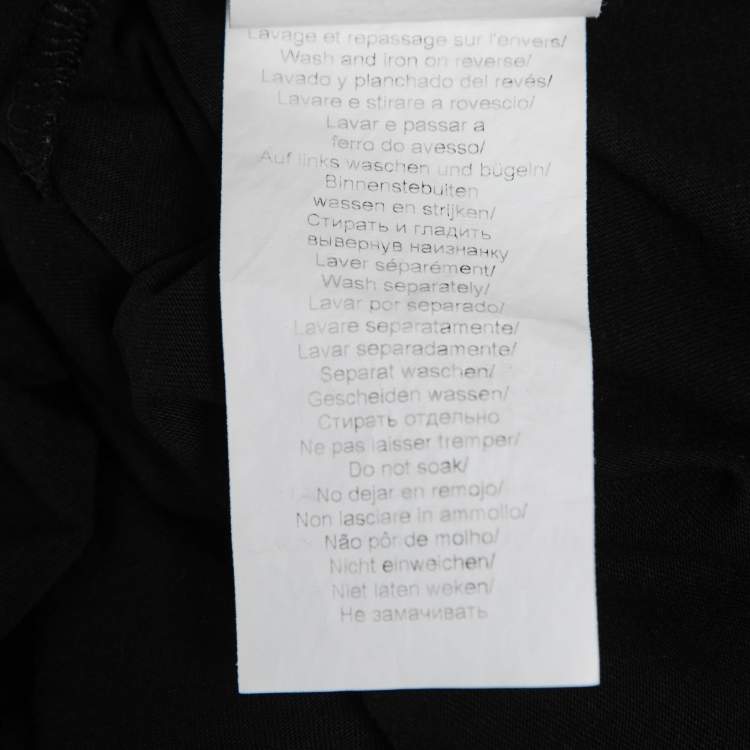 Lavage et repassage sur l'envers/
Wash and iron on reverse/
Lavado y planchado del revés/
Lavare e stirare a rovescio/
Lavar e passar a
ferro do avesso/
Auf links waschen und bügeln/
Binnenstebuiten
wassen en strijken/
Стирать и гладить
вывернув наизнанку
Laver séparément/
Wash separately/
Lavar por separado/
Lavare separatamente/
Lavar separadamente/
Separat waschen/
Gescheiden wassen/
Стирать отдельно
Ne pas laisser tremper/
Do not soak/
No dejar en remojo/
Non lasciare in ammollo/
Não pôr de molho/
Nicht einweichen/
Niet laten weken/
Не замачивать